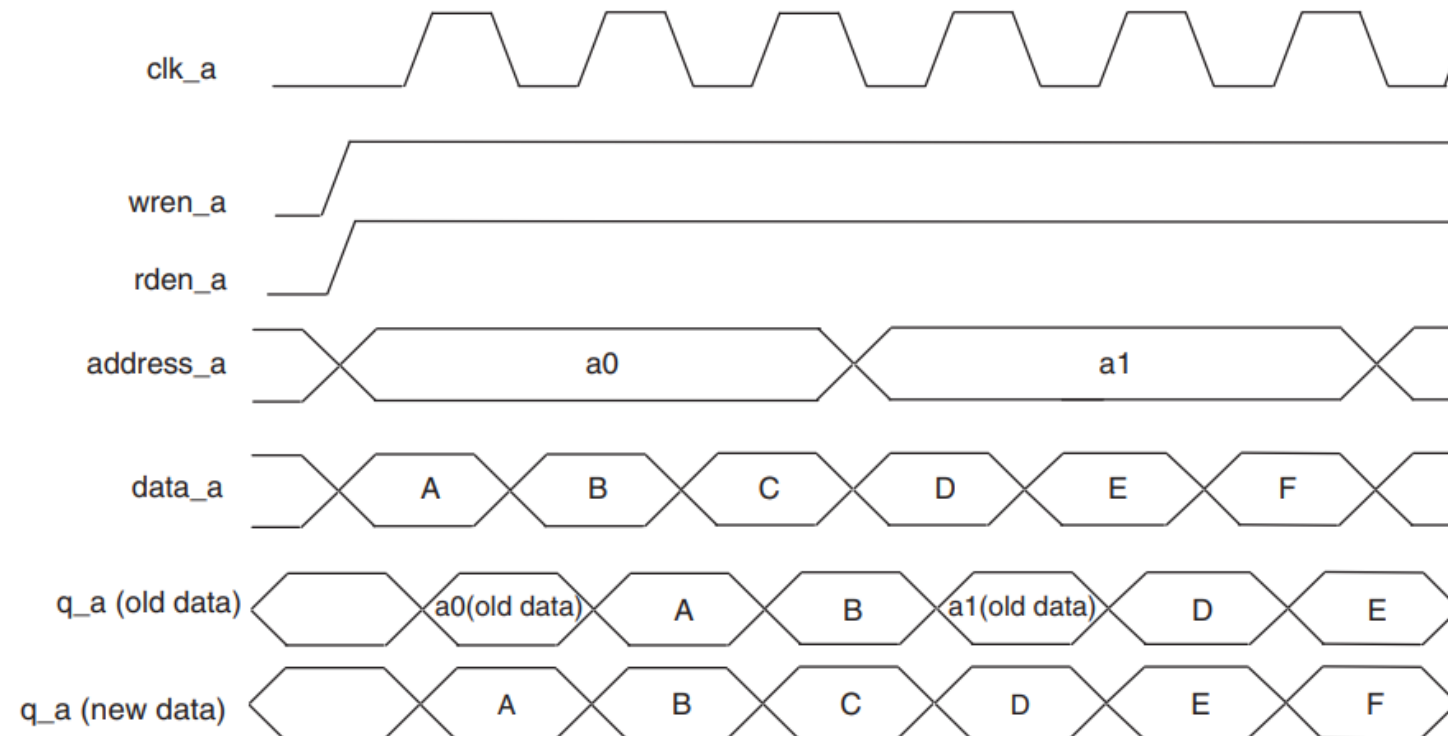 clk_a
wren_a
rden_a
address_a a0 a1
data_a A B C D E F
q_a (old data) a0(old data) A B a1(old data) D E
q_a (new data) A B C D E F